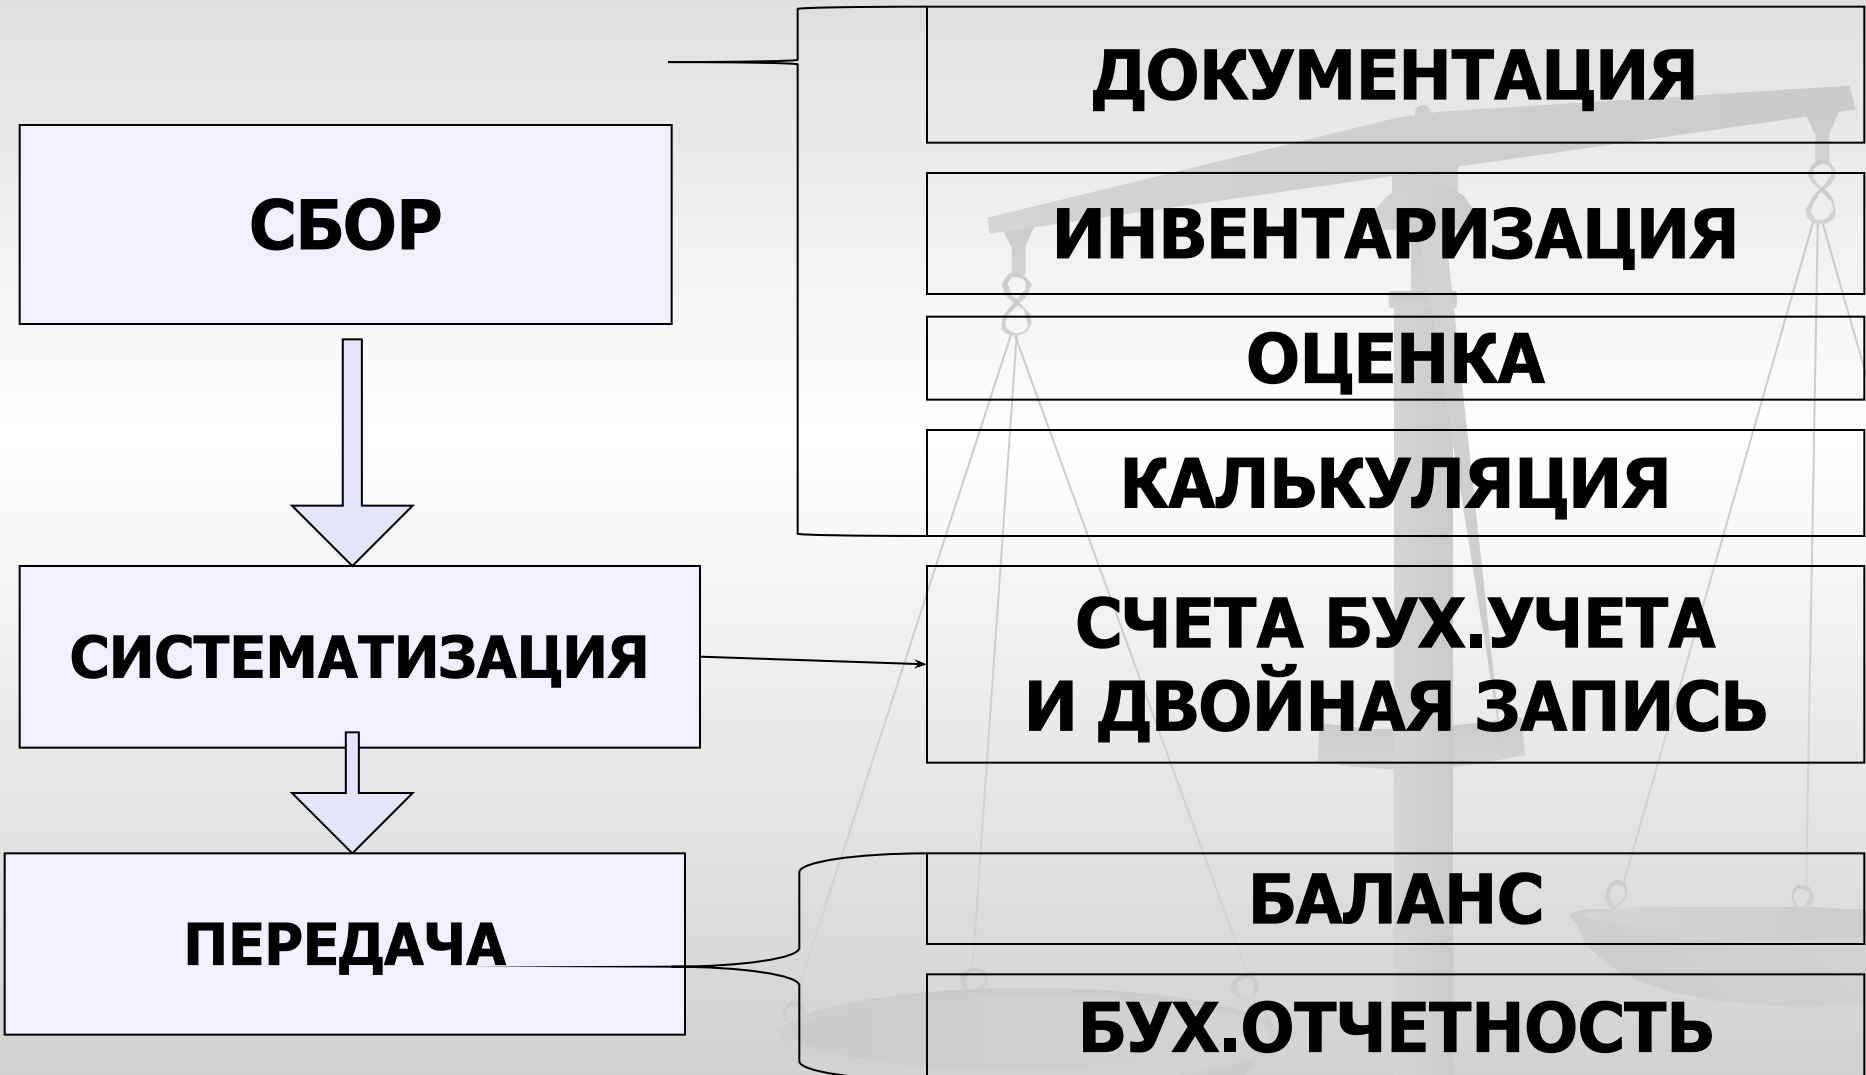 СБОР
ДОКУМЕНТАЦИЯ
ИНВЕНТАРИЗАЦИЯ
ОЦЕНКА
КАЛЬКУЛЯЦИЯ
СИСТЕМАТИЗАЦИЯ
СЧЕТА БУХ.УЧЕТА
И ДВОЙНАЯ ЗАПИСЬ
ПЕРЕДАЧА
БАЛАНС
БУХ.ОТЧЕТНОСТЬ